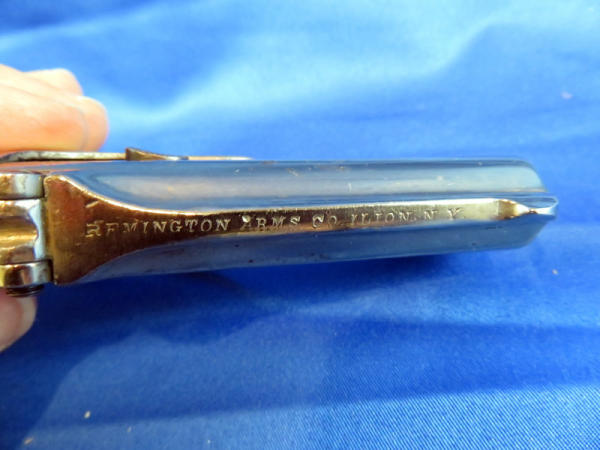 REMINGTON ARMS CO. ILION. N.Y.